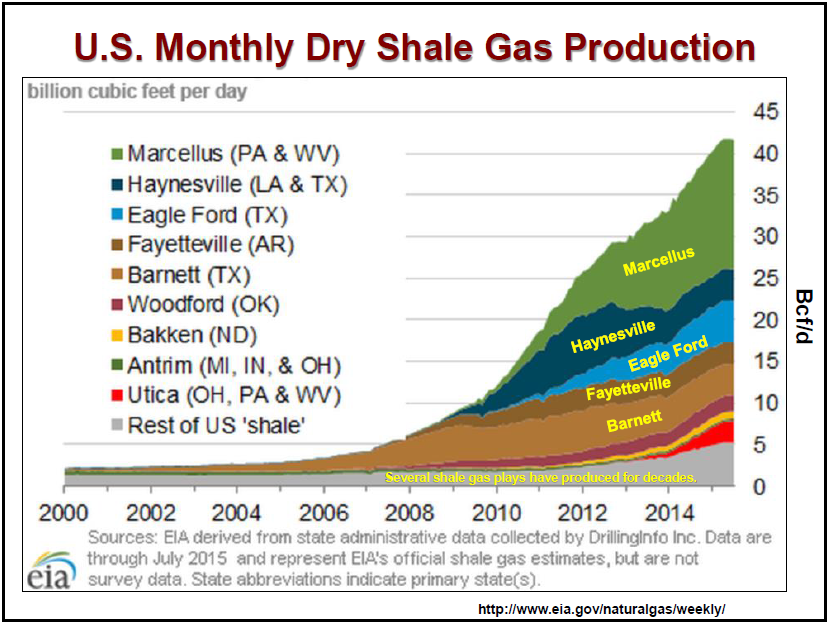 U.S. Monthly Dry Shale Gas Production
billion cubic feet per day
45
Marcellus (PA & WV)
40
Haynesville (LA & TX)
35
Eagle Ford (TX)
Fayetteville (AR)
30
Barnett (TX)
Marcellus
25
Woodford (OK)
Bcf/d
20
Bakken (ND)
Haynesville
Antrim (MI, IN, & OH)
Eagle Ford
15
Utica (OH, PA & WV)
Fayetteville
10
Rest of US 'shale'
Barnett
5
Several shale gas plays have produced for decades.
0
2000 2002 2004 2006 2008 2010 2012 2014
Sources: EIA derived from state administrative data collected by DrillingInfo Inc. Data are
through July 2015 and represent EIA's official shale gas estimates, but are not
survey data. State abbreviations indicate primary state(s).
eia
http://www.eia.gov/naturalgas/weekly/